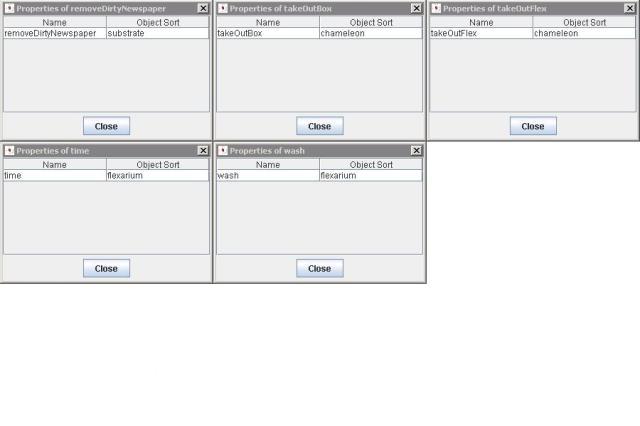 Properties of removeDirtyNewspaper
Name Object Sort
removeDirtyNewspaper substrate
Close
Properties of takeOutBox
Name Object Sort
takeOutBox chameleon
Close
Properties of takeOutFlex
Name Object Sort
takeOutFlex chameleon
Close
Properties of time
Name Object Sort
time flexarium
Close
Properties of wash
Name Object Sort
wash flexarium
Close